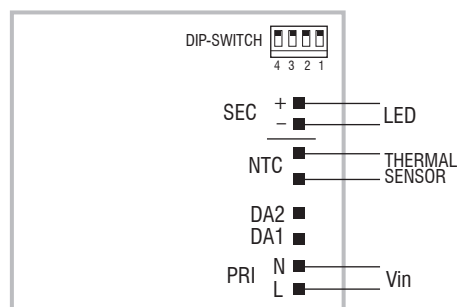 DIP-SWITCH
4 3 2 1
SEC + LED
−
NTC THERMAL
SENSOR
DA2
DA1
PRI N Vin
L